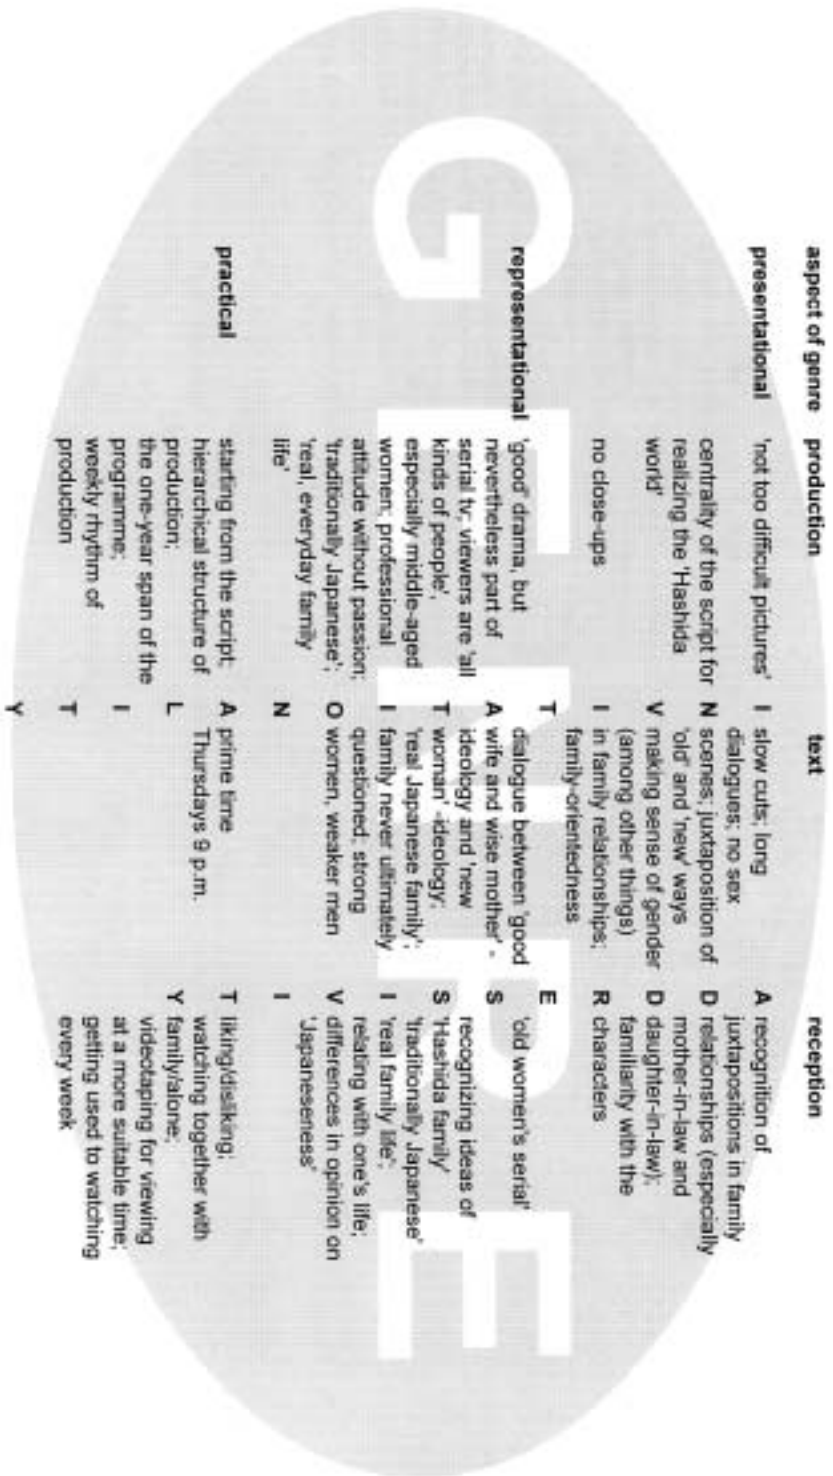 GENRE
aspect of genre production text reception
presentational
'not too difficult pictures'
centrality of the script for
realizing the 'Hashida
world'
no close-ups
I
N
V
I
T
A
T
I
O
N
A
L
I
T
Y
slow cuts; long
dialogues; no sex
scenes; juxtaposition of
'old' and 'new' ways
making sense of gender
(among other things)
in family relationships;
family-orientedness
A
D
D
R
E
S
S
I
V
I
T
Y
recognition of
juxtapositions in family
relationships (especially
mother-in-law and
daughter-in-law);
familiarity with the
characters
representational
'good' drama, but
nevertheless part of
serial tv; viewers are 'all
kinds of people',
especially middle-aged
women; professional
attitude without passion;
'traditionally Japanese';
'real, everyday family
life'
dialogue between 'good
wife and wise mother' -
ideology and 'new
woman' -ideology;
'real Japanese family';
family never ultimately
questioned; strong
women, weaker men
'old women's serial'
recognizing ideas of
'Hashida family'
'traditionally Japanese'
'real family life';
relating with one's life;
differences in opinion on
'Japaneseness'
practical
starting from the script;
hierarchical structure of
production;
the one-year span of the
programme;
weekly rhythm of
production
prime time
Thursdays 9 p.m.
liking/disliking;
watching together with
family/alone;
videotaping for viewing
at a more suitable time;
getting used to watching
every week